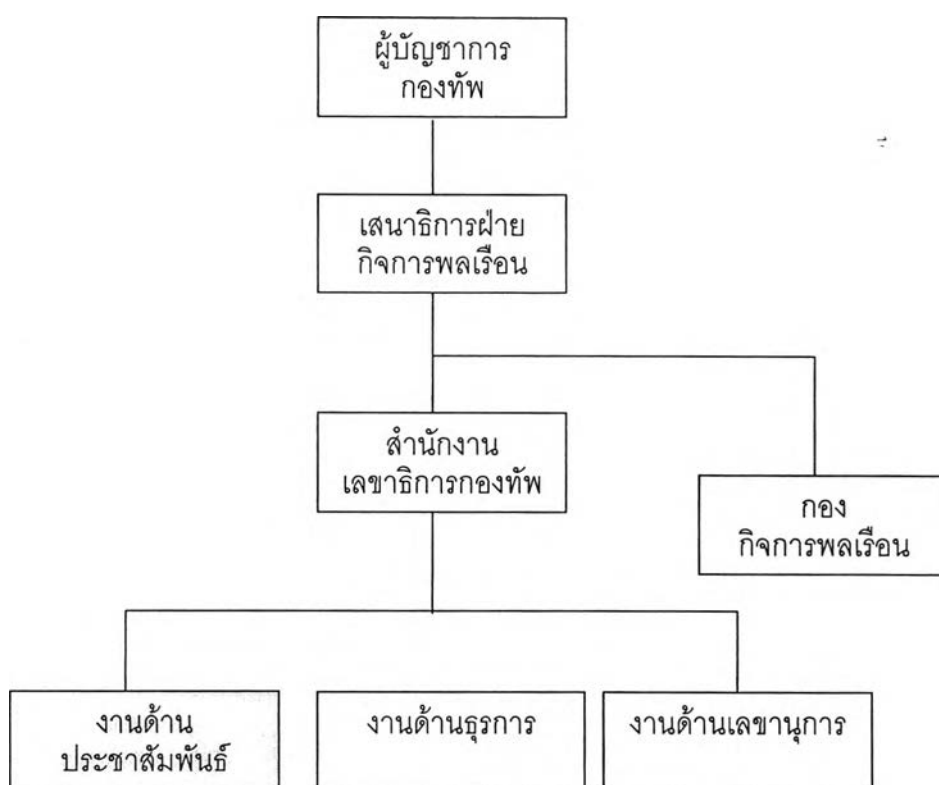 ผู้บัญชาการ
กองทัพ
เสนาธิการฝ่าย
กิจการพลเรือน
สำนักงาน
เลขาธิการกองทัพ
กอง
กิจการพลเรือน
งานด้าน
ประชาสัมพันธ์
งานด้านธุรการ
งานด้านเลขานุการ